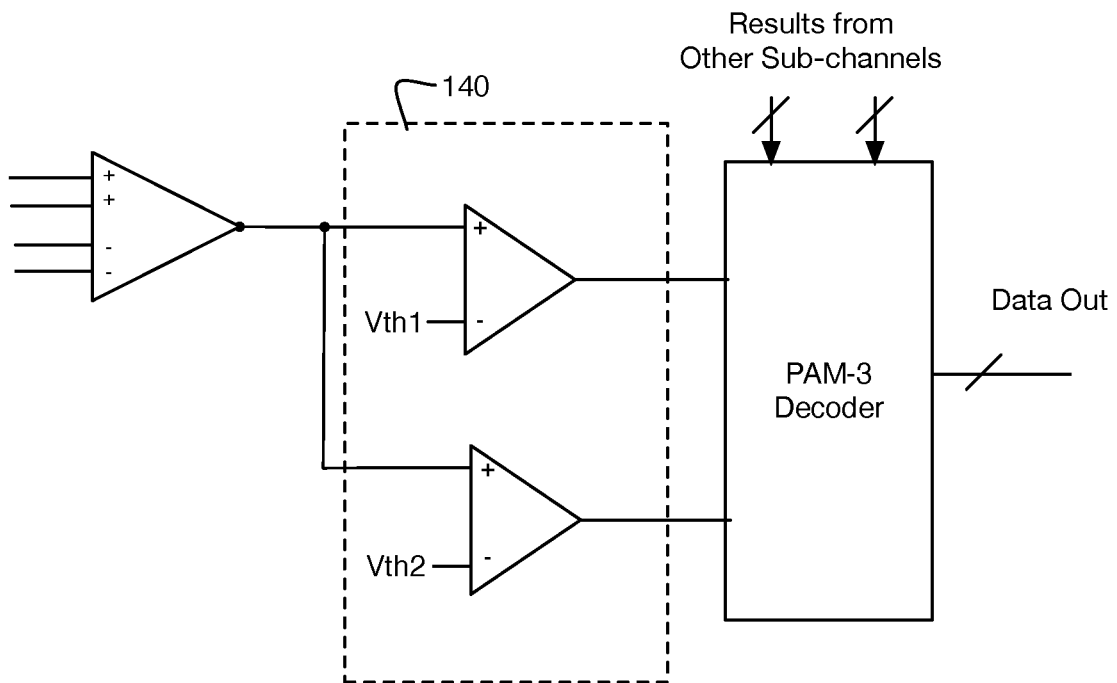 Results from
Other Sub-channels
140
+
+
-
-
+
Vth1
-
Data Out
PAM-3
Decoder
+
Vth2
-